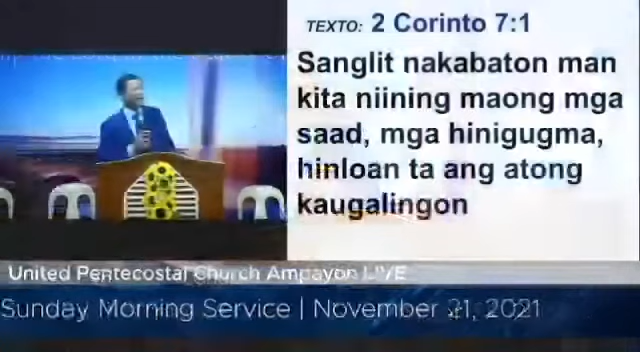 TEXTO: 2 Corinto 7:1
Sanglit nakabaton man
kita niining maong mga
saad, mga hinigugma,
hinloan ta ang atong
kaugalingon
United Pentecostal Church Ampayon LIVE
Sunday Morning Service | November 21, 2021